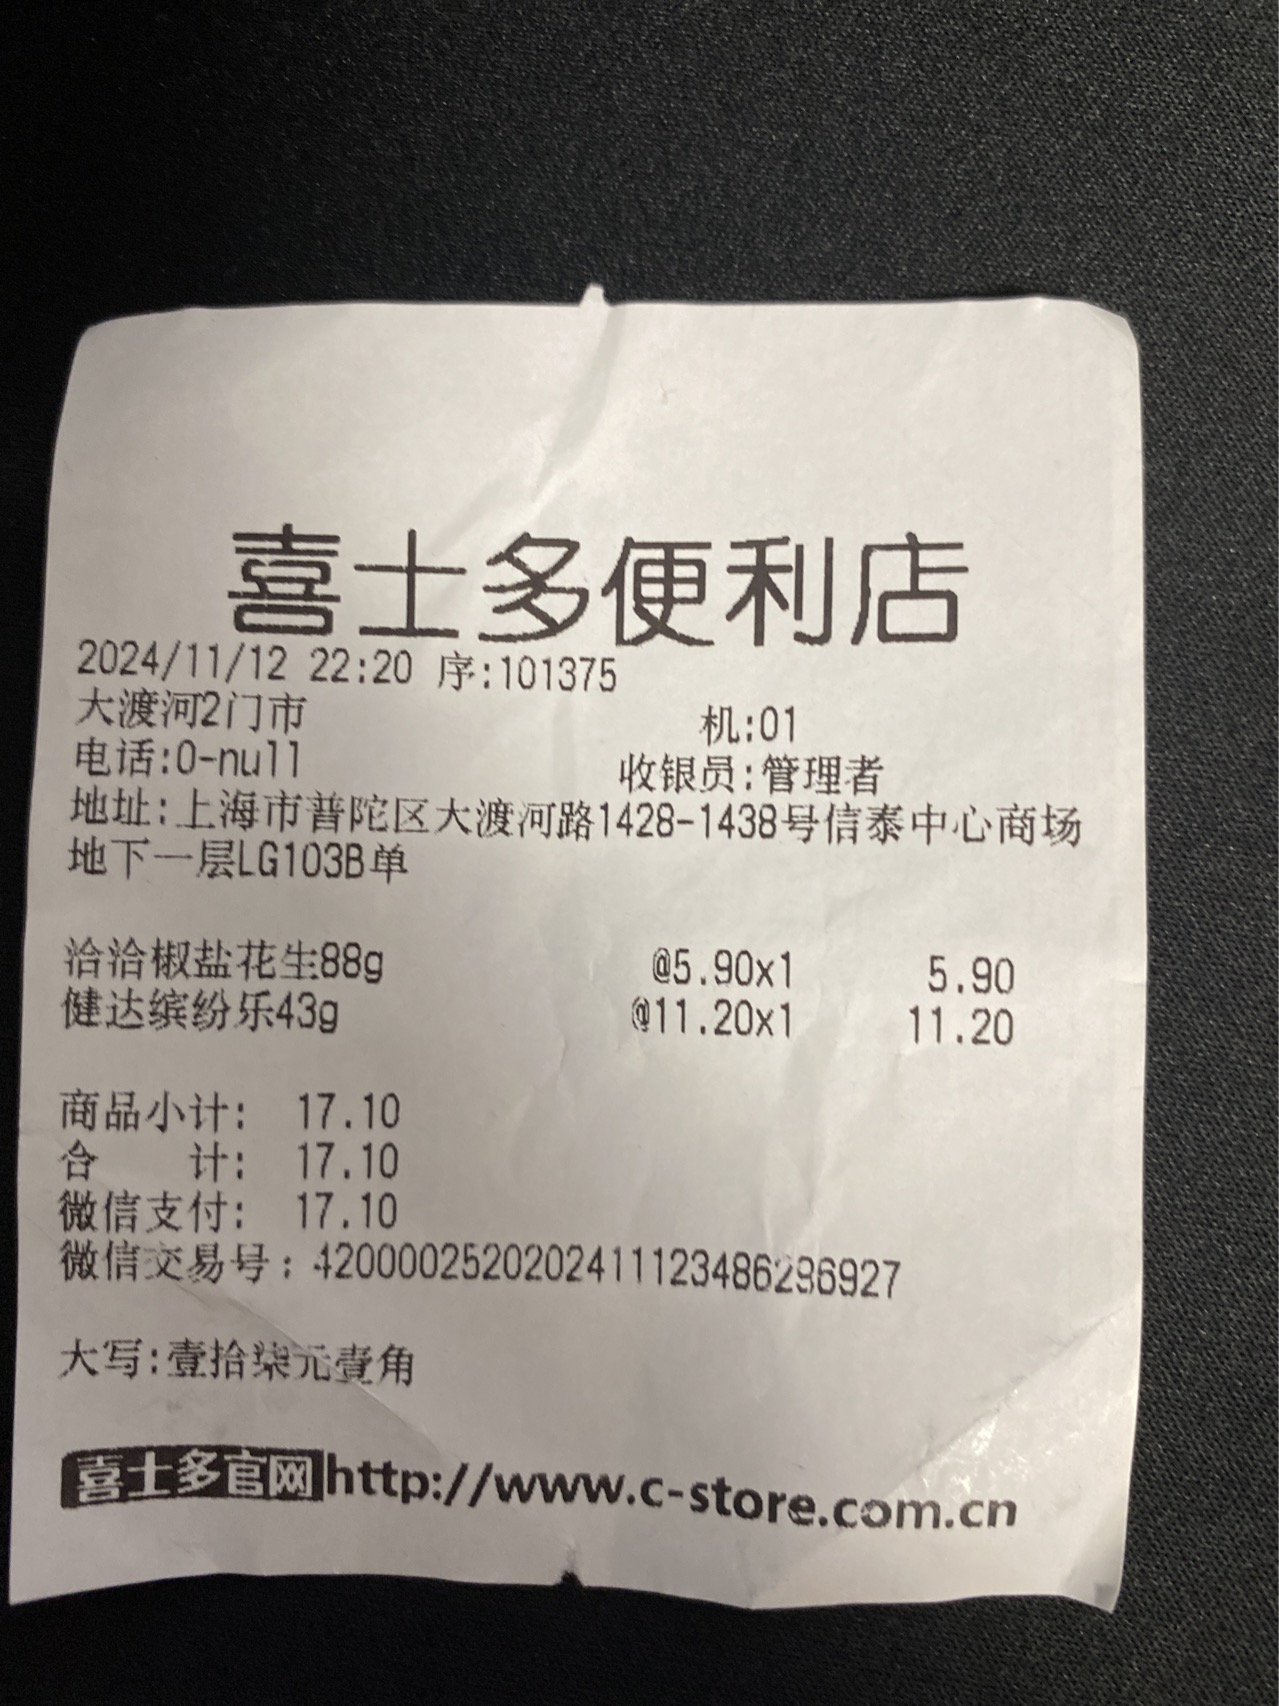 喜士多便利店
2024/11/12 22:20 序:101375
大渡河2门市 机:01
电话:0-null 收银员:管理者
地址:上海市普陀区大渡河路1428-1438号信泰中心商场
地下一层LG103B单
洽洽椒盐花生88g @5.90x1 5.90
健达缤纷乐43g @11.20x1 11.20
商品小计: 17.10
合 计: 17.10
微信支付: 17.10
微信交易号:4200002520202411123486286927
大写:壹拾柒元壹角
喜士多官网http://www.c-store.com.cn